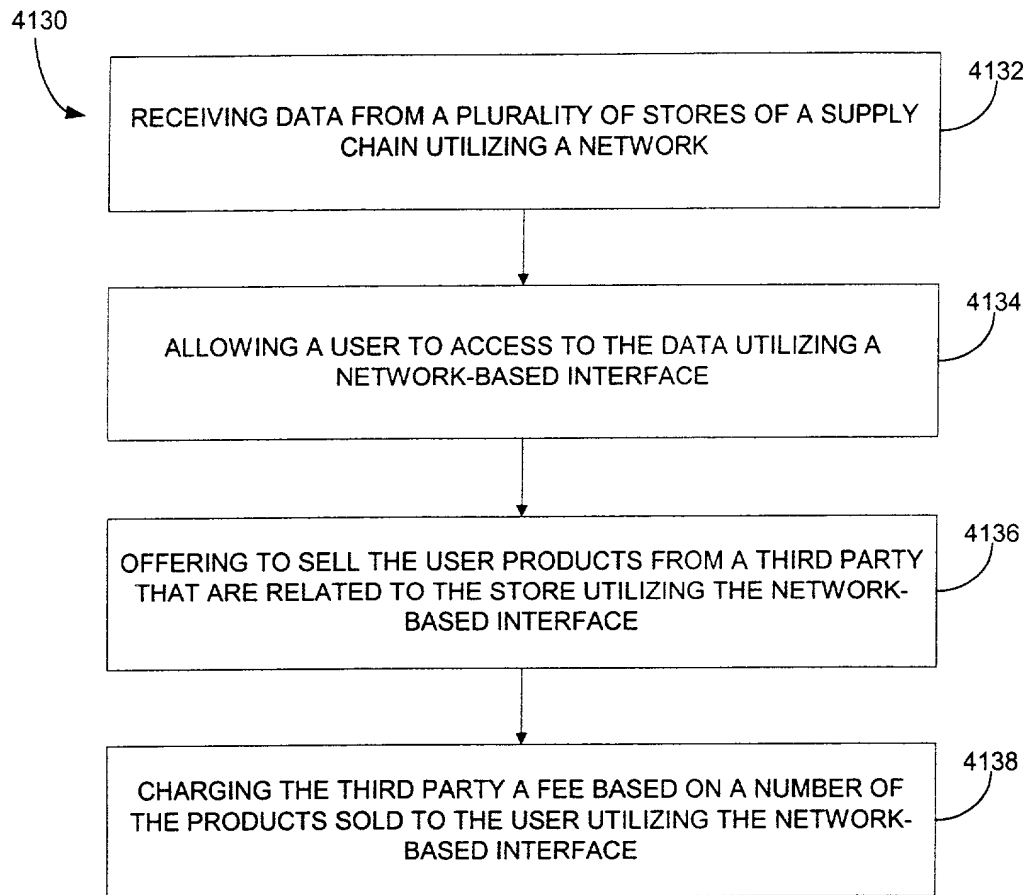 4130
4132
RECEIVING DATA FROM A PLURALITY OF STORES OF A SUPPLY
CHAIN UTILIZING A NETWORK
4134
ALLOWING A USER TO ACCESS TO THE DATA UTILIZING A
NETWORK-BASED INTERFACE
4136
OFFERING TO SELL THE USER PRODUCTS FROM A THIRD PARTY
THAT ARE RELATED TO THE STORE UTILIZING THE NETWORK-
BASED INTERFACE
4138
CHARGING THE THIRD PARTY A FEE BASED ON A NUMBER OF
THE PRODUCTS SOLD TO THE USER UTILIZING THE NETWORK-
BASED INTERFACE